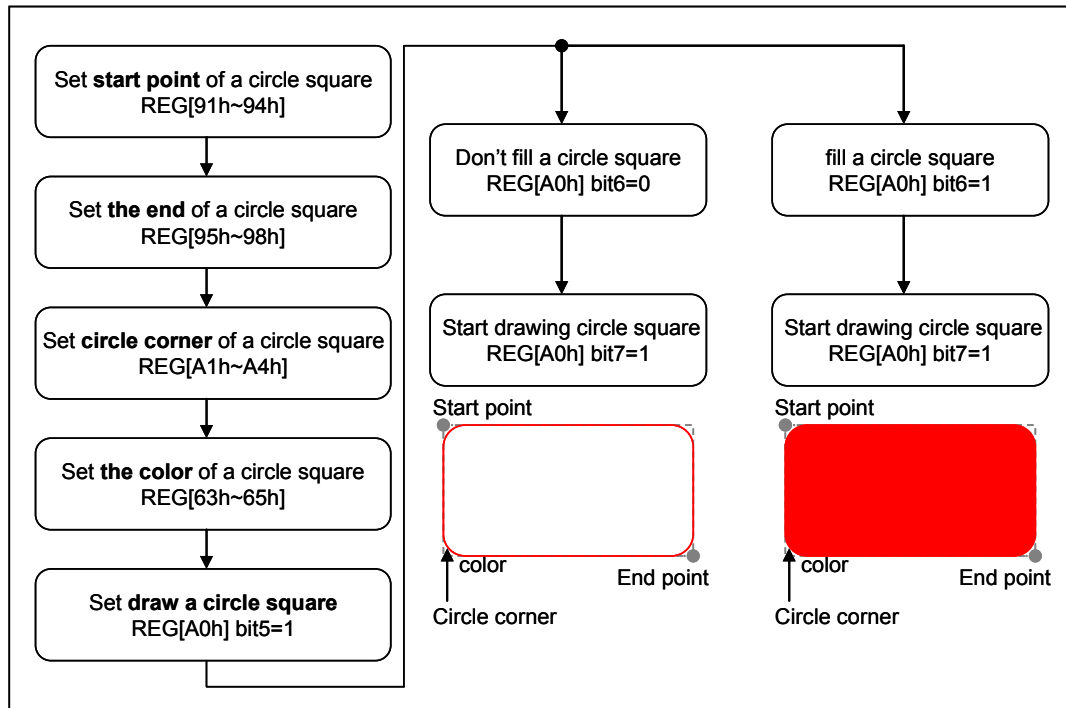 Set start point of a circle square
REG[91h~94h]
Set the end of a circle square
REG[95h~98h]
Set circle corner of a circle square
REG[A1h~A4h]
Set the color of a circle square
REG[63h~65h]
Set draw a circle square
REG[A0h] bit5=1
Don't fill a circle square
REG[A0h] bit6=0
Start drawing circle square
REG[A0h] bit7=1
Start point
color
End point
Circle corner
fill a circle square
REG[A0h] bit6=1
Start drawing circle square
REG[A0h] bit7=1
Start point
color
End point
Circle corner